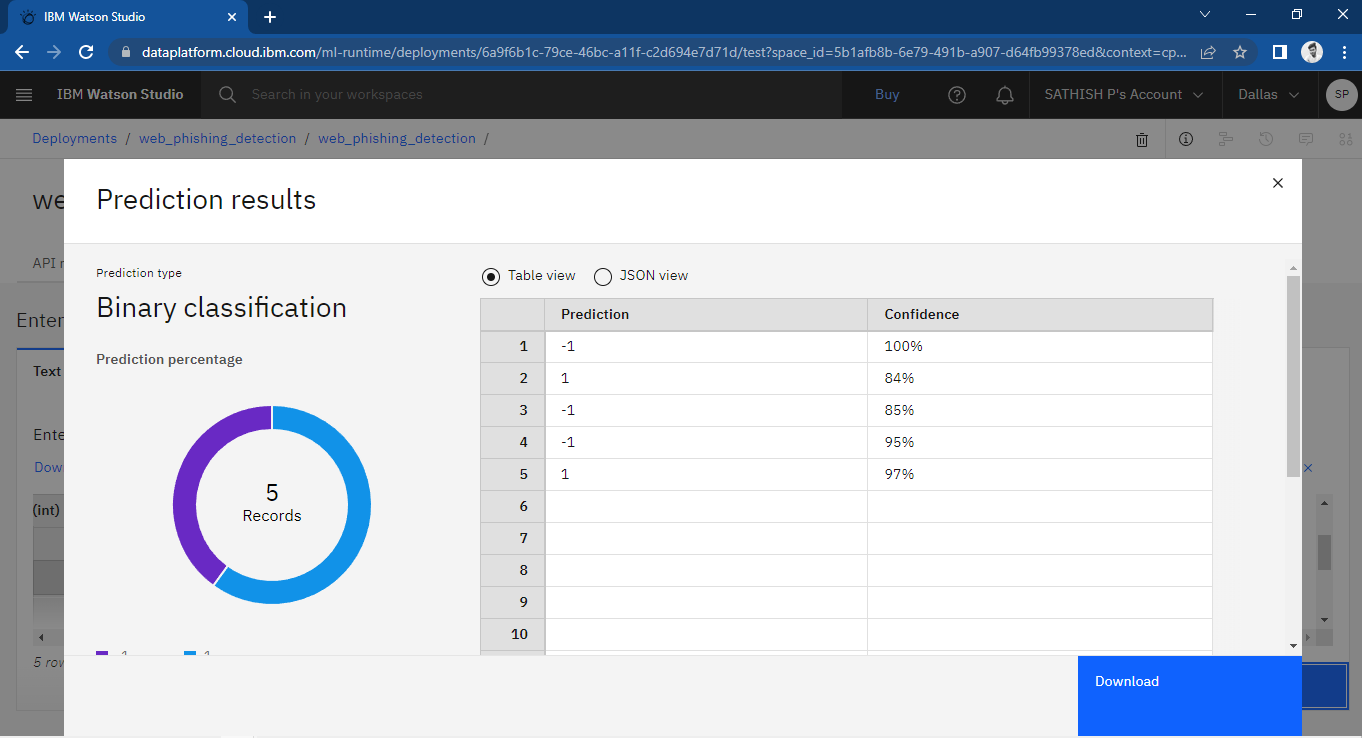 IBM Watson Studio
dataplatform.cloud.ibm.com/ml-runtime/deployments/6a9f6b1c-79ce-46bc-a11f-c2d694e7d71d/test?space_id=5b1afb8b-6e79-491b-a907-d64fb99378ed&context=cp...
IBM Watson Studio Search in your workspaces Buy SATHISH P's Account Dallas SP
Deployments / web_phishing_detection / web_phishing_detection /
we
Prediction results
API r
Prediction type
Table view JSON view
Binary classification
Enter
Prediction Confidence
Prediction percentage
1 -1 100%
Text
2 1 84%
3 -1 85%
Ente
4 -1 95%
Dow
5 1 97%
5
Records
(int)
6
7
8
9
10
5 row
Download